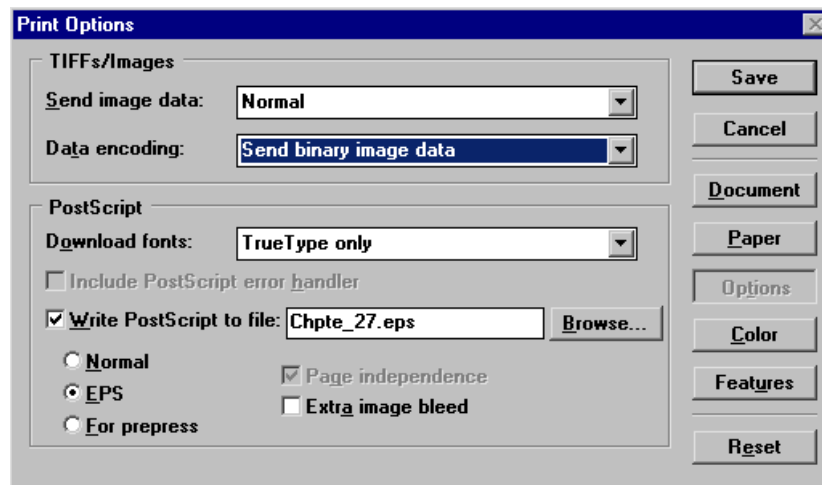 Print Options
TIFFs/Images
Send image data: Normal
Data encoding: Send binary image data
PostScript
Download fonts: TrueType only
Include PostScript error handler
Write PostScript to file: Chpte_27.eps Browse...
Normal
EPS
For prepress
Page independence
Extra image bleed
Save
Cancel
Document
Paper
Options
Color
Features
Reset